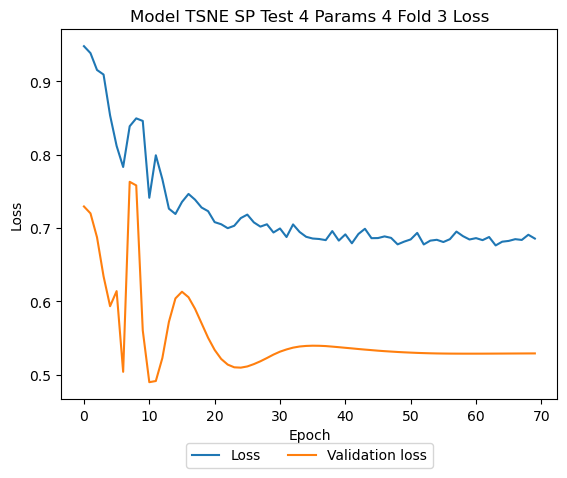 Model TSNE SP Test 4 Params 4 Fold 3 Loss
Loss
0.9
0.8
0.7
0.6
0.5
0 10 20 30 40 50 60 70
Epoch
Loss Validation loss